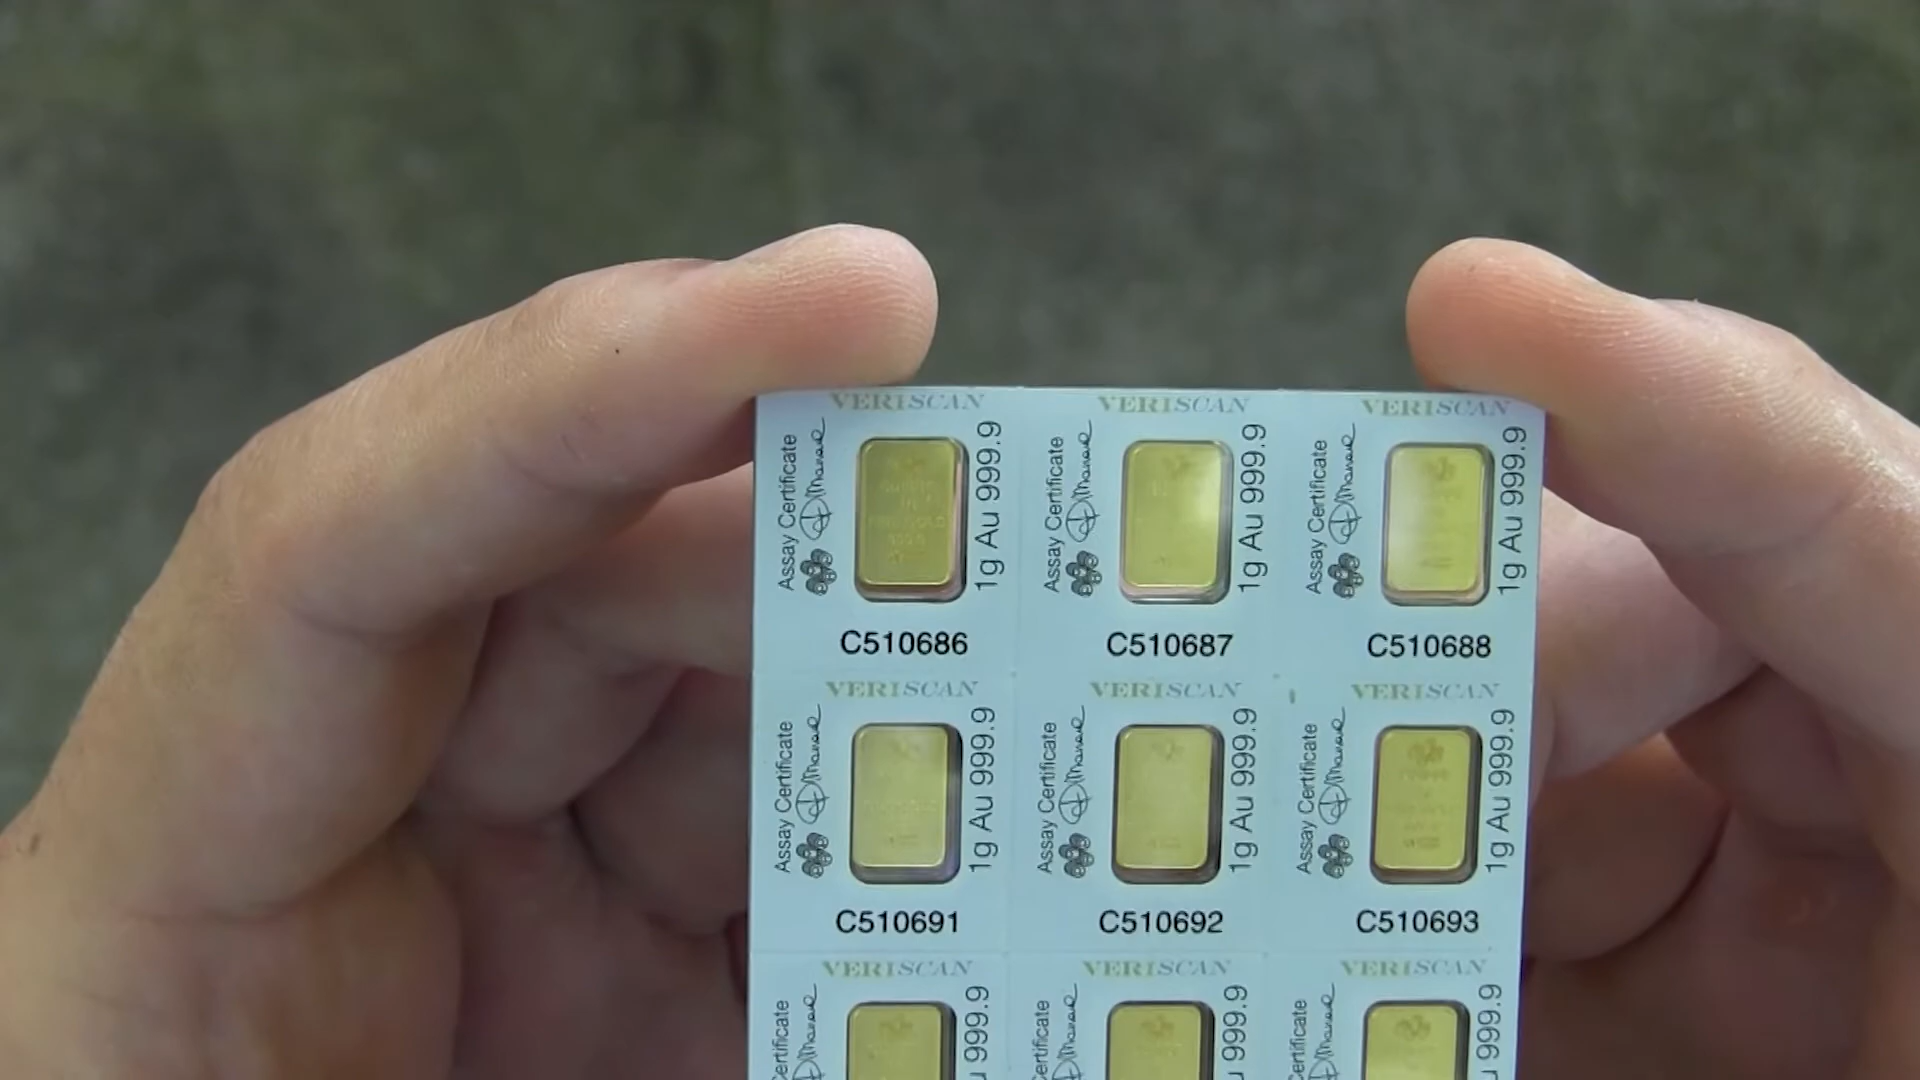 VERISCAN
Assay Certificate
1g Au 999.9
C510686
VERISCAN
Assay Certificate
1g Au 999.9
C510687
VERISCAN
Assay Certificate
1g Au 999.9
C510688
VERISCAN
Assay Certificate
1g Au 999.9
C510691
VERISCAN
Assay Certificate
1g Au 999.9
C510692
VERISCAN
Assay Certificate
1g Au 999.9
C510693
VERISCAN
Certificate
999.9
VERISCAN
Certificate
999.9
VERISCAN
Certificate
999.9